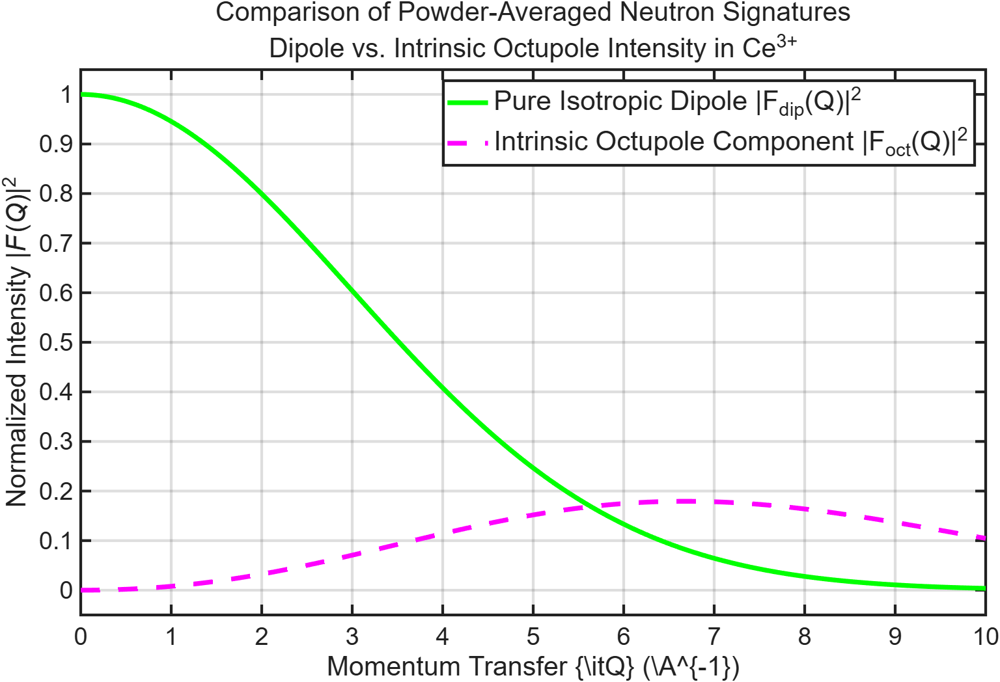 Comparison of Powder-Averaged Neutron Signatures
Dipole vs. Intrinsic Octupole Intensity in Ce³⁺
Pure Isotropic Dipole |F_dip(Q)|²
Intrinsic Octupole Component |F_oct(Q)|²
Normalized Intensity |F(Q)|²
1
0.9
0.8
0.7
0.6
0.5
0.4
0.3
0.2
0.1
0
0 1 2 3 4 5 6 7 8 9 10
Momentum Transfer {\itQ} (\A^{-1})